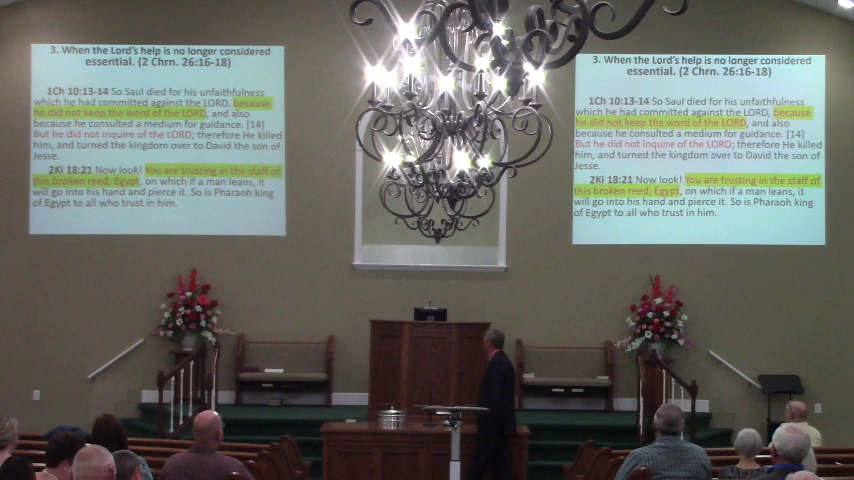 3. When the Lord's help is no longer considered
essential. (2 Chrn. 26:16-18)
1Ch 10:13-14 So Saul died for his unfaithfulness
which he had committed against the LORD, because
he did not keep the word of the LORD, and also
because he consulted a medium for guidance. [14]
But he did not inquire of the LORD; therefore He killed
him, and turned the kingdom over to David the son of
Jesse.
2Ki 18:21 Now look! You are trusting in the staff of
this broken reed, Egypt, on which if a man leans, it
will go into his hand and pierce it. So is Pharaoh king
of Egypt to all who trust in him.
3. When the Lord's help is no longer considered
essential. (2 Chrn. 26:16-18)
1Ch 10:13-14 So Saul died for his unfaithfulness
which he had committed against the LORD, because
he did not keep the word of the LORD, and also
because he consulted a medium for guidance. [14]
But he did not inquire of the LORD; therefore He killed
him, and turned the kingdom over to David the son of
Jesse.
2Ki 18:21 Now look! You are trusting in the staff of
this broken reed, Egypt, on which if a man leans, it
will go into his hand and pierce it. So is Pharaoh king
of Egypt to all who trust in him.